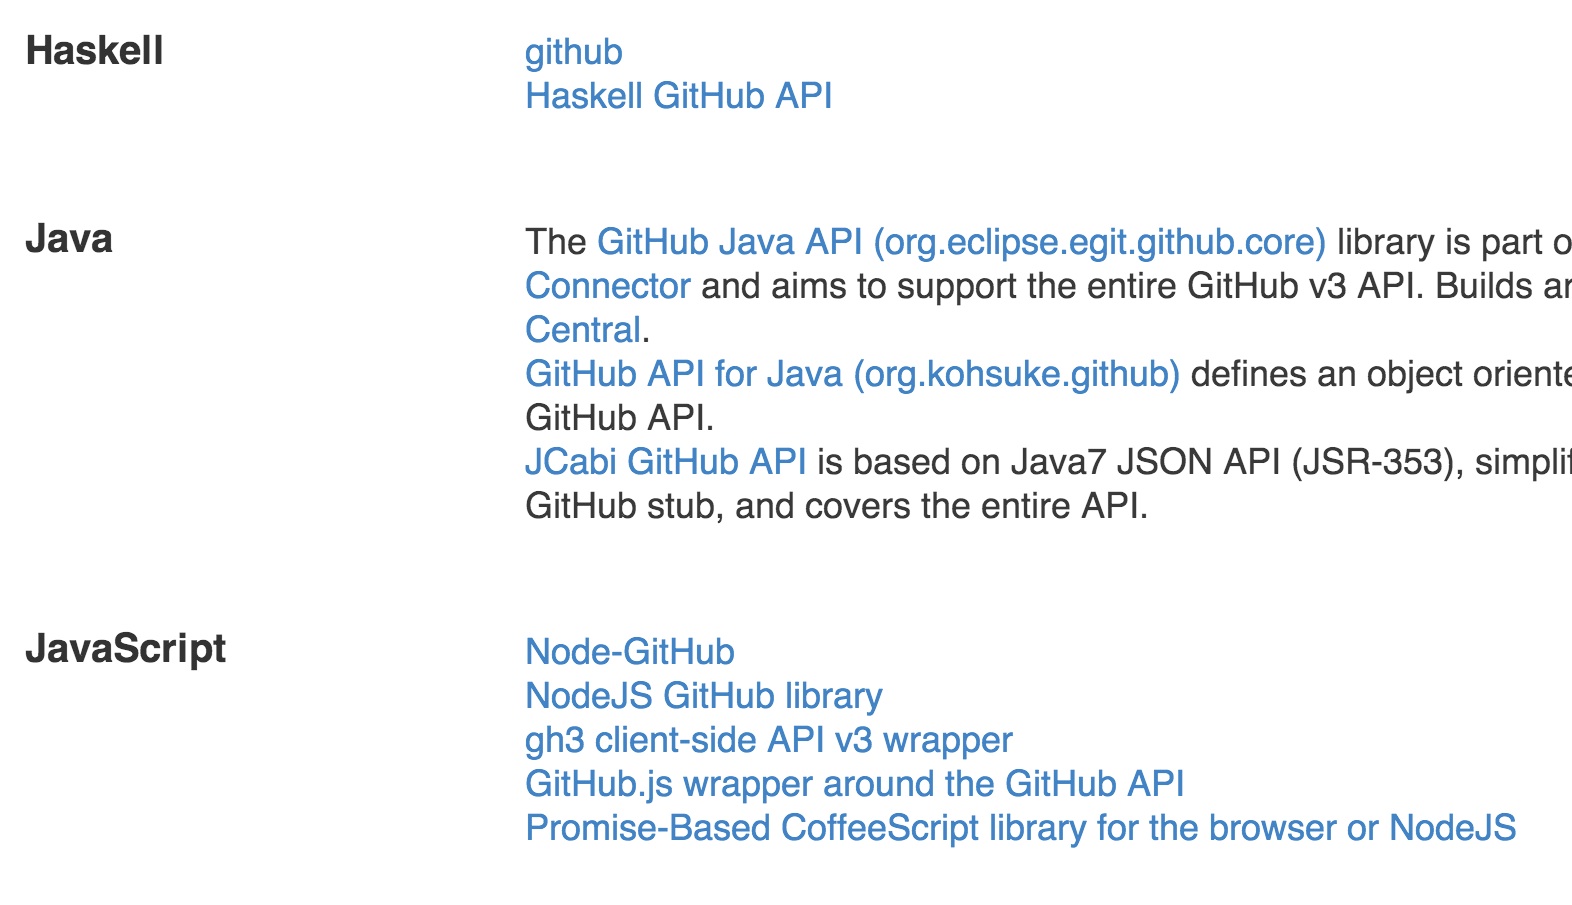 Haskell
github
Haskell GitHub API
Java
The GitHub Java API (org.eclipse.egit.github.core) library is part
Connector and aims to support the entire GitHub v3 API. Builds
Central.
GitHub API for Java (org.kohsuke.github) defines an object
GitHub API.
JCabi GitHub API is based on Java7 JSON API (JSR-353),
GitHub stub, and covers the entire API.
JavaScript
Node-GitHub
NodeJS GitHub library
gh3 client-side API v3 wrapper
GitHub.js wrapper around the GitHub API
Promise-Based CoffeeScript library for the browser or NodeJS